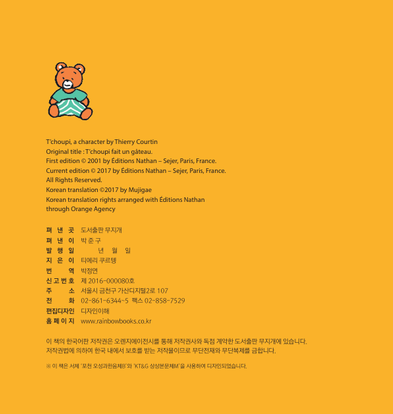 T'choupi, a character by Thierry Courtin
Original title : T'choupi fait un gâteau.
First edition © 2001 by Éditions Nathan – Sejer, Paris, France.
Current edition © 2017 by Éditions Nathan – Sejer, Paris, France.
All Rights Reserved.
Korean translation ©2017 by Mujigae
Korean translation rights arranged with Éditions Nathan
through Orange Agency
펴 낸 곳 도서출판 무지개
펴 낸 이 박준구
발 행 일 년 월 일
지 은 이 티에리 쿠르탱
번 역 박정연
신고번호 제 2016-000080호
주 소 서울시 금천구 가산디지털2로 107
전 화 02-861-6344~5 팩스 02-858-7529
편집디자인 디자인이때
홈페이지 www.rainbowbooks.co.kr
이 책의 한국어판 저작권은 오렌지에이전시를 통해 저작권사와 독점 계약한 도서출판 무지개에 있습니다.
저작권법에 의하여 한국 내에서 보호를 받는 저작물이므로 무단전재와 무단복제를 금합니다.
※ 이 책은 서체 '포천 오성과한음체B'와 'KT&G 상상본문체M'을 사용하여 디자인되었습니다.